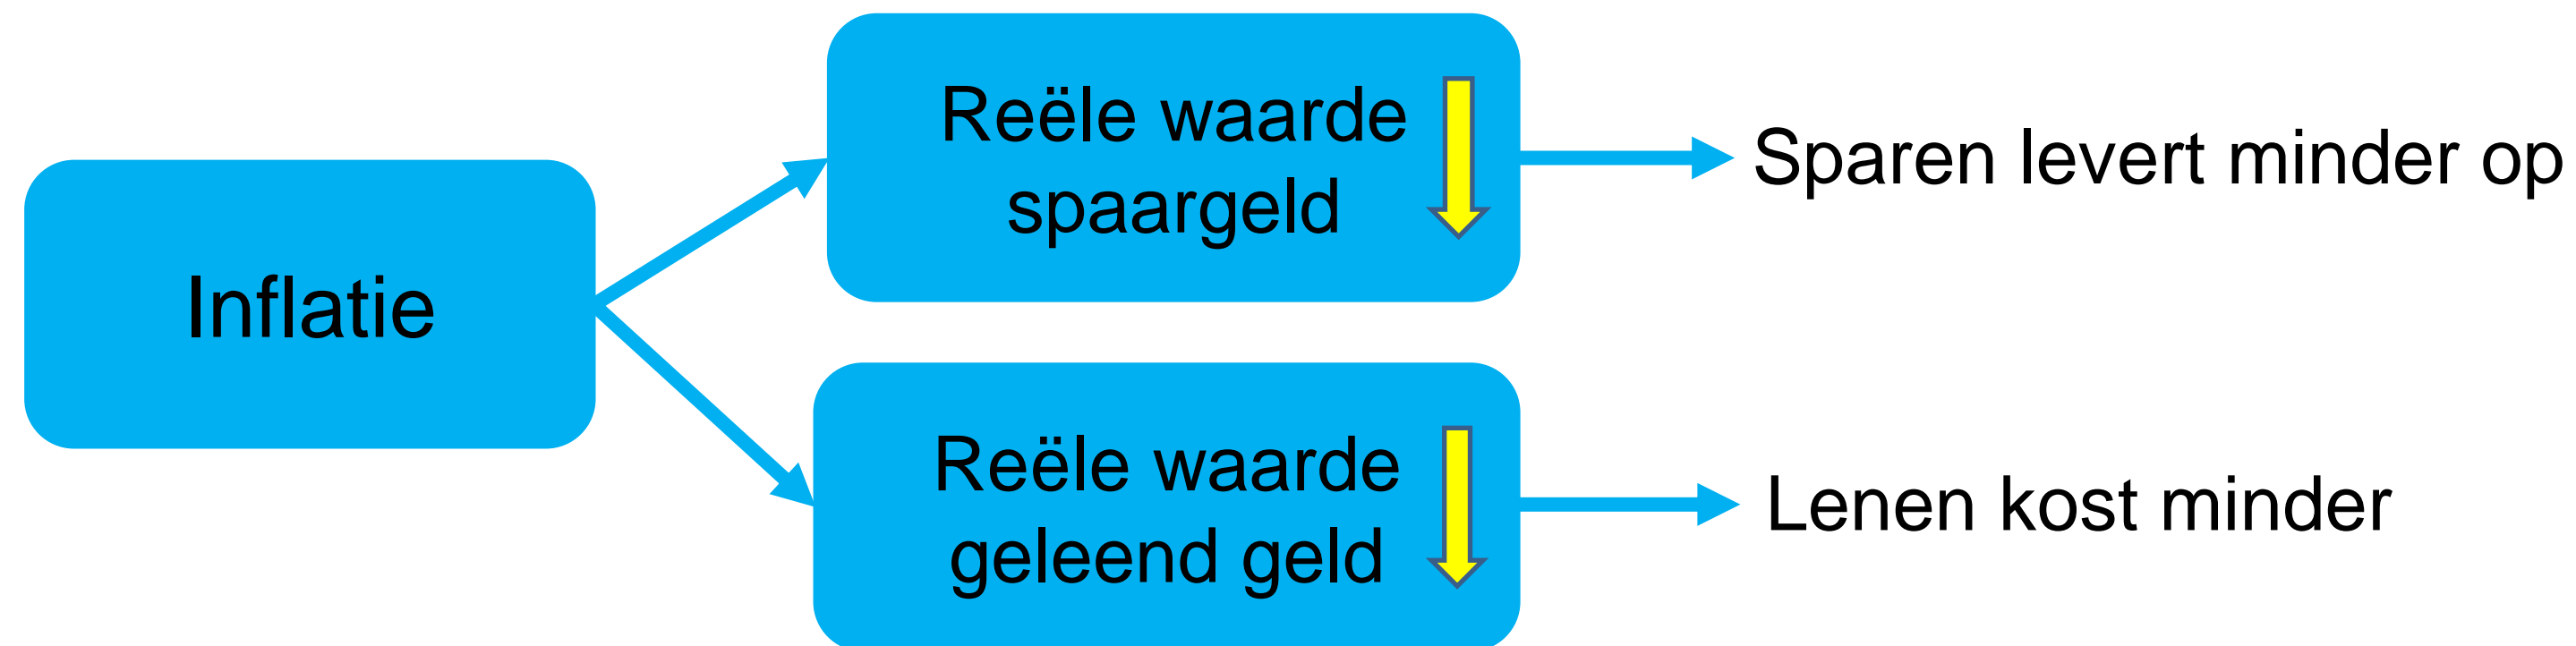 Inflatie
Reële waarde
spaargeld
Sparen levert minder op
Reële waarde
geleend geld
Lenen kost minder